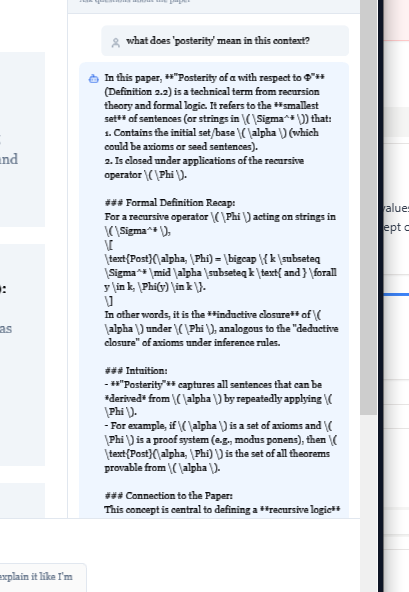 Ask questions about the paper
what does 'posterity' mean in this context?
In this paper, **"Posterity of α with respect to Φ"**
(Definition 2.2) is a technical term from recursion
theory and formal logic. It refers to the **smallest
set** of sentences (or strings in \( \Sigma^* \)) that:
1. Contains the initial set/base \( \alpha \) (which
could be axioms or seed sentences).
2. Is closed under applications of the recursive
operator \( \Phi \).
### Formal Definition Recap:
For a recursive operator \( \Phi \) acting on strings in
\( \Sigma^* \),
\[
\text{Post}(\alpha, \Phi) = \bigcap \{ k \subseteq
\Sigma^* \mid \alpha \subseteq k \text{ and } \forall
y \in k, \Phi(y) \in k \}.
\]
In other words, it is the **inductive closure** of \(
\alpha \) under \( \Phi \), analogous to the "deductive
closure" of axioms under inference rules.
### Intuition:
- **"Posterity"** captures all sentences that can be
*derived* from \( \alpha \) by repeatedly applying \(
\Phi \).
- For example, if \( \alpha \) is a set of axioms and \(
\Phi \) is a proof system (e.g., modus ponens), then \(
\text{Post}(\alpha, \Phi) \) is the set of all theorems
provable from \( \alpha \).
### Connection to the Paper:
This concept is central to defining a **recursive logic**
nd
:
as
values
ept
explain it like I'm